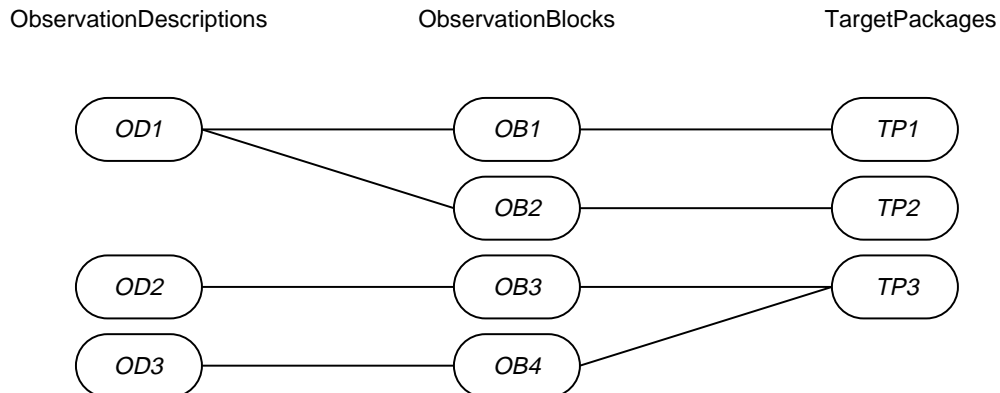 ObservationDescriptions ObservationBlocks TargetPackages
OD1 OB1 TP1
OB2 TP2
OD2 OB3 TP3
OD3 OB4